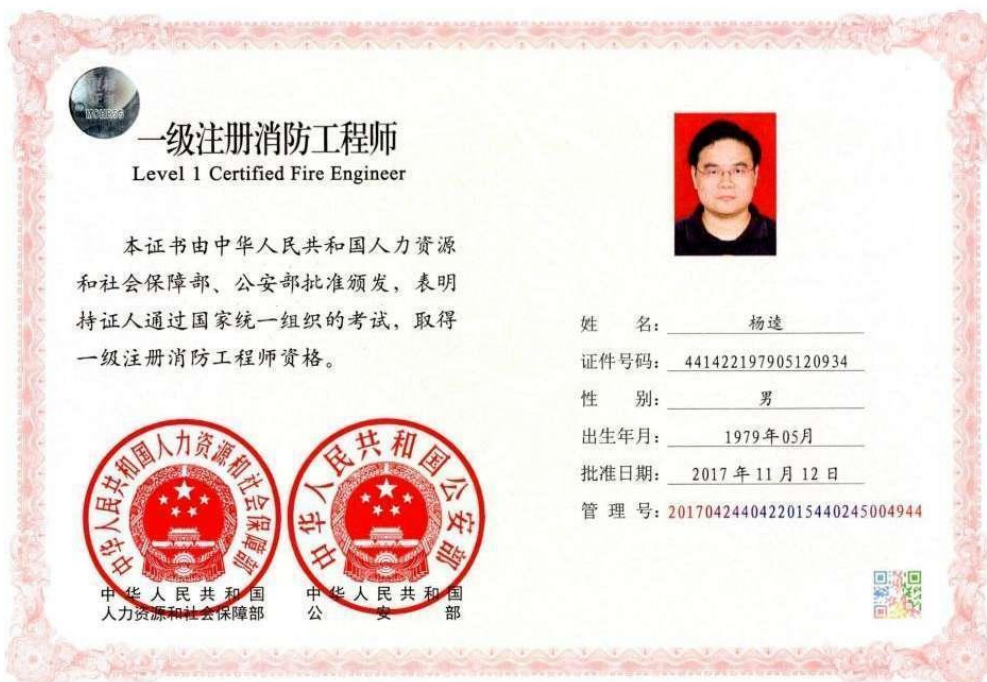 一级注册消防工程师
Level 1 Certified Fire Engineer
本证书由中华人民共和国人力资源
和社会保障部、公安部批准颁发，表明
持证人通过国家统一组织的考试，取得
一级注册消防工程师资格。
中华人民共和国人力资源和社会保障部
中华人民共和国公安部
中华人民共和国
人力资源和社会保障部
中华人民共和国
公安部
姓名：杨逵
证件号码：441422197905120934
性别：男
出生年月：1979年05月
批准日期：2017年11月12日
管理号：2017042440422015440245004944